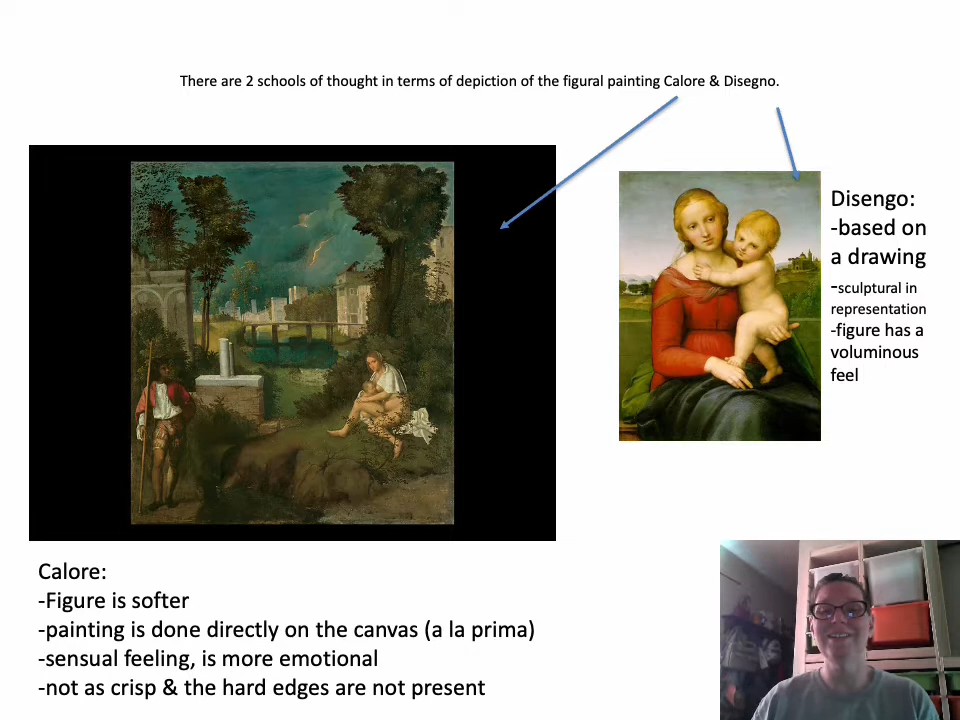 There are 2 schools of thought in terms of depiction of the figural painting Calore & Disegno.
Disengo:
-based on
a drawing
-sculptural in
representation
-figure has a
voluminous
feel
Calore:
-Figure is softer
-painting is done directly on the canvas (a la prima)
-sensual feeling, is more emotional
-not as crisp & the hard edges are not present